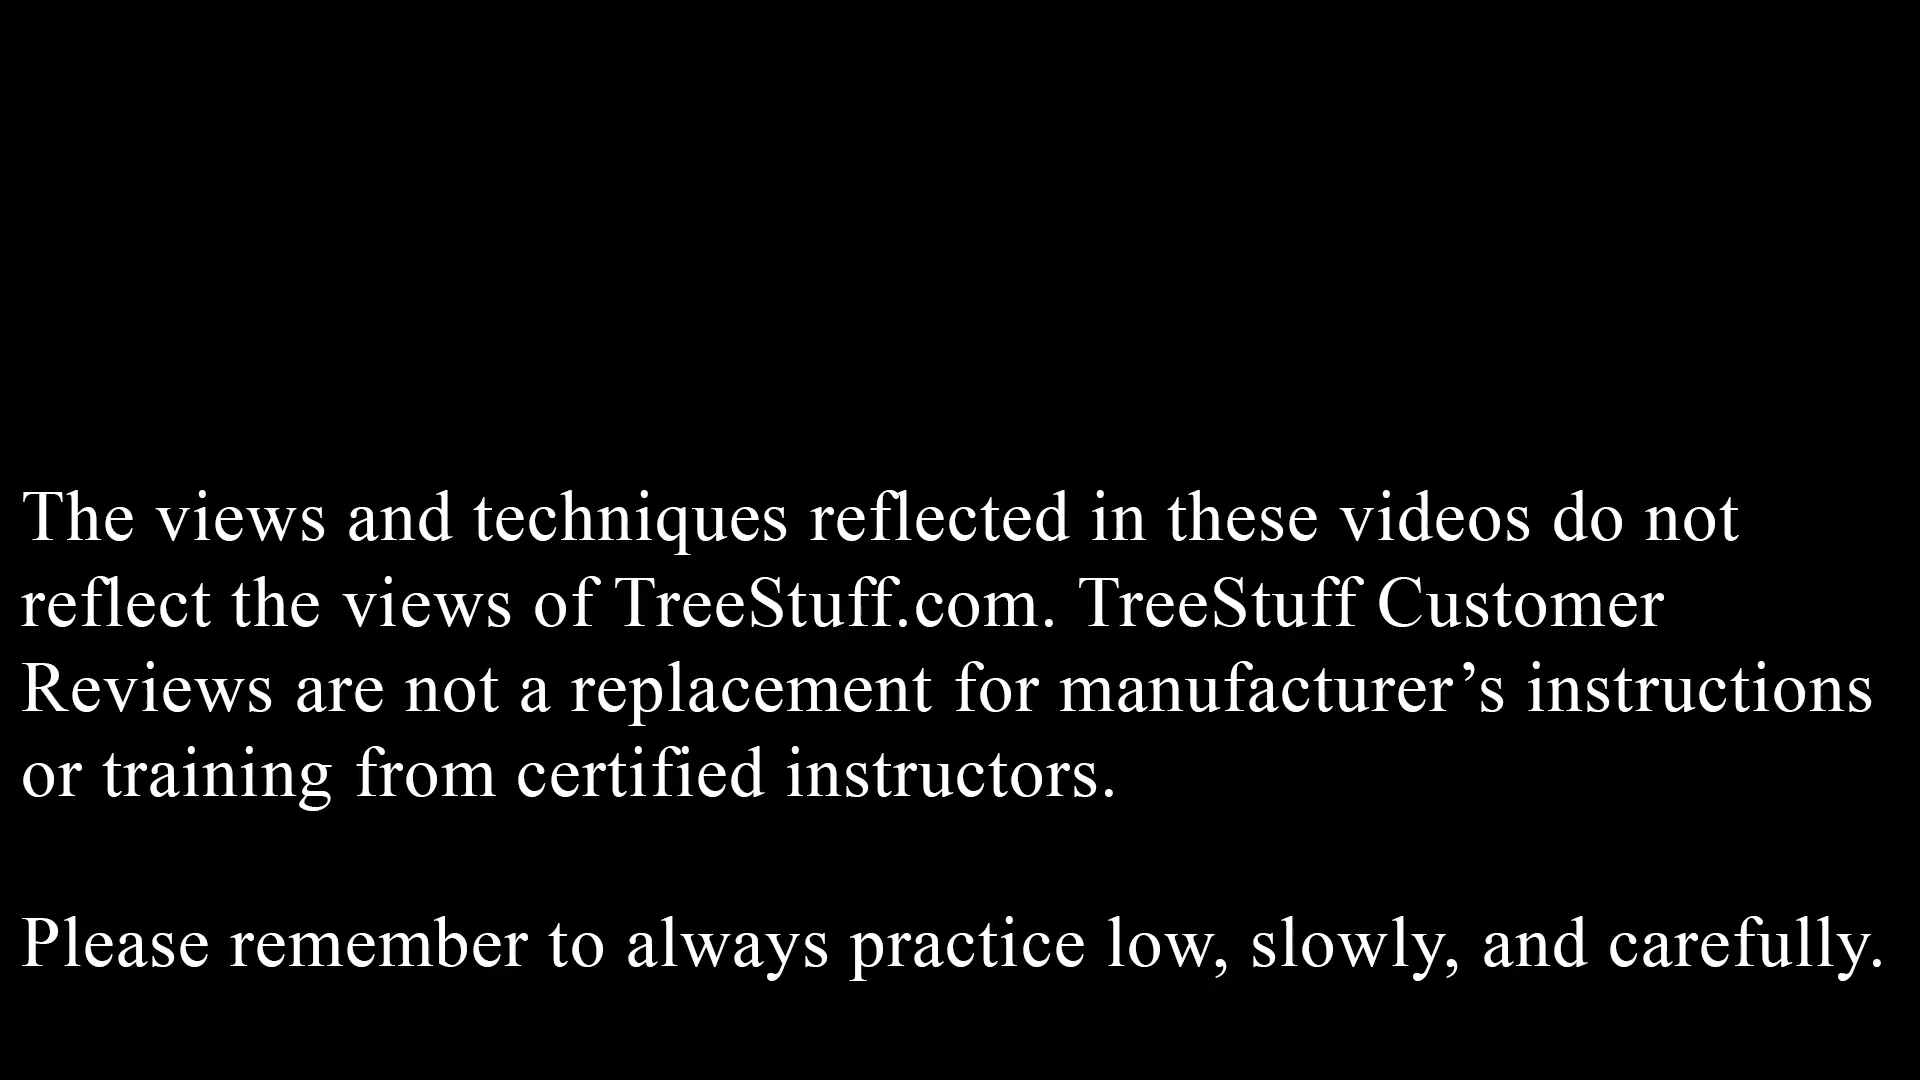 The views and techniques reflected in these videos do not
reflect the views of TreeStuff.com. TreeStuff Customer
Reviews are not a replacement for manufacturer’s instructions
or training from certified instructors.
Please remember to always practice low, slowly, and carefully.